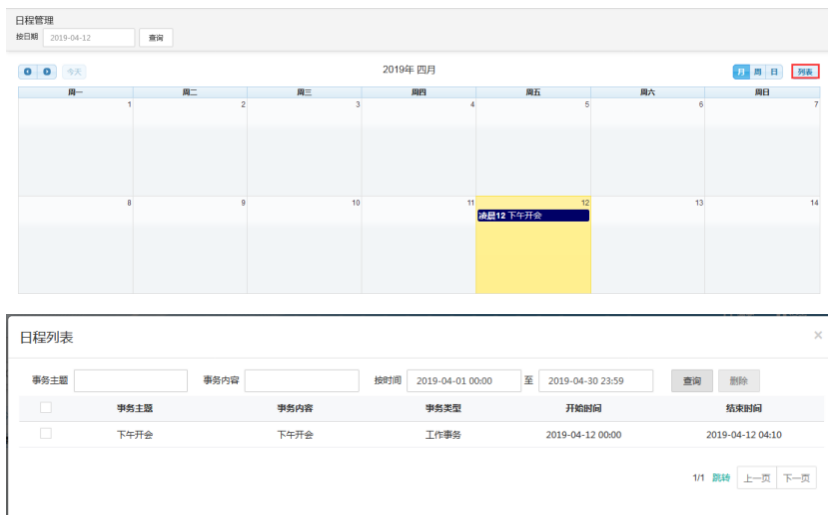 日程管理
按日期 2019-04-12 查询
今天 2019年 四月 月 周 日 列表
周一 周二 周三 周四 周五 周六 周日
1 2 3 4 5 6 7
8 9 10 11 12 13 14
凌晨12 下午开会
日程列表 ×
事务主题 事务内容 按时间 2019-04-01 00:00 至 2019-04-30 23:59 查询 删除
事务主题 事务内容 事务类型 开始时间 结束时间
下午开会 下午开会 工作事务 2019-04-12 00:00 2019-04-12 04:10
1/1 跳转 上一页 下一页